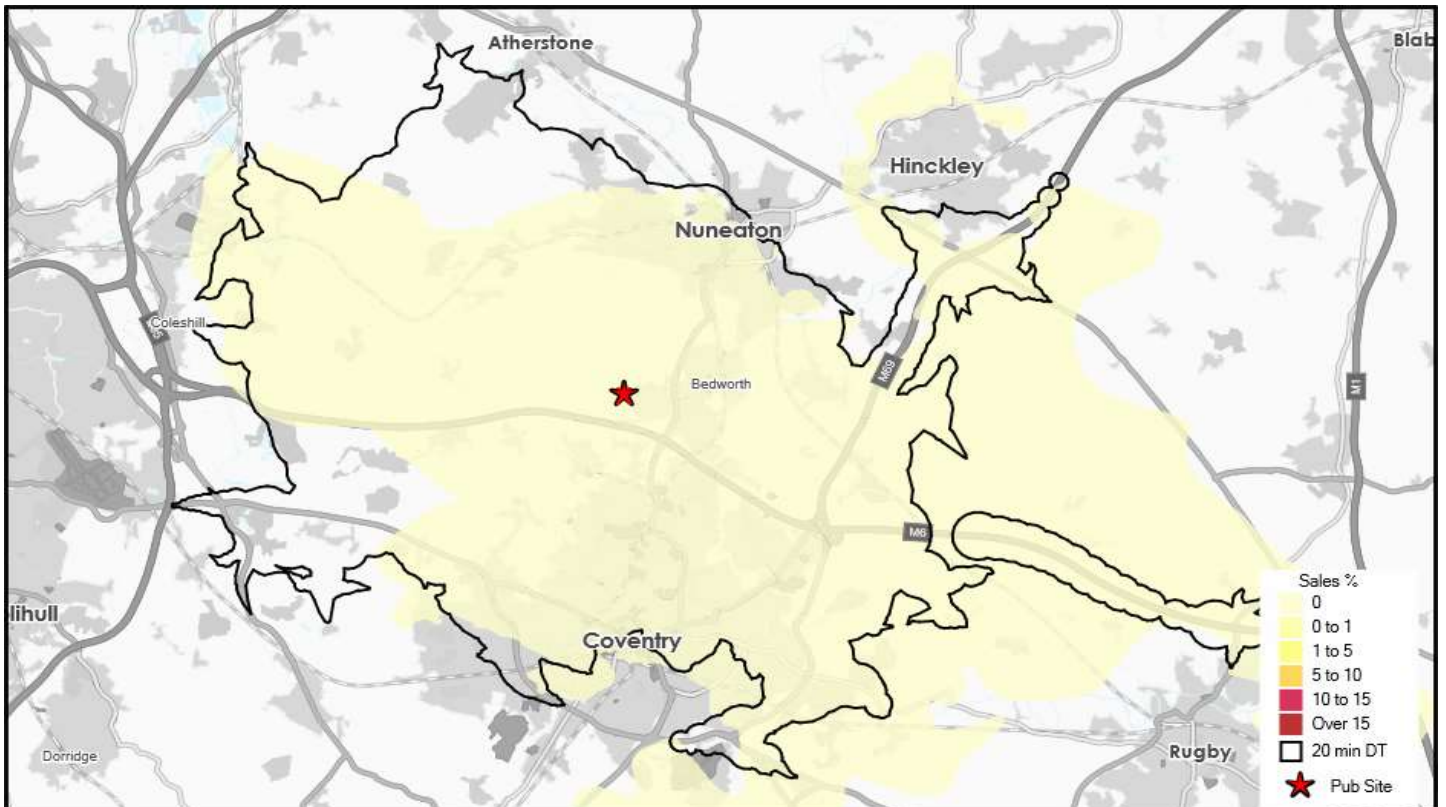 Atherstone
Blab
Hinckley
Nuneaton
Coleshill
Bedworth
M69
M1
M6
lihull
Coventry
Dorridge
Rugby
Sales %
0
0 to 1
1 to 5
5 to 10
10 to 15
Over 15
20 min DT
Pub Site